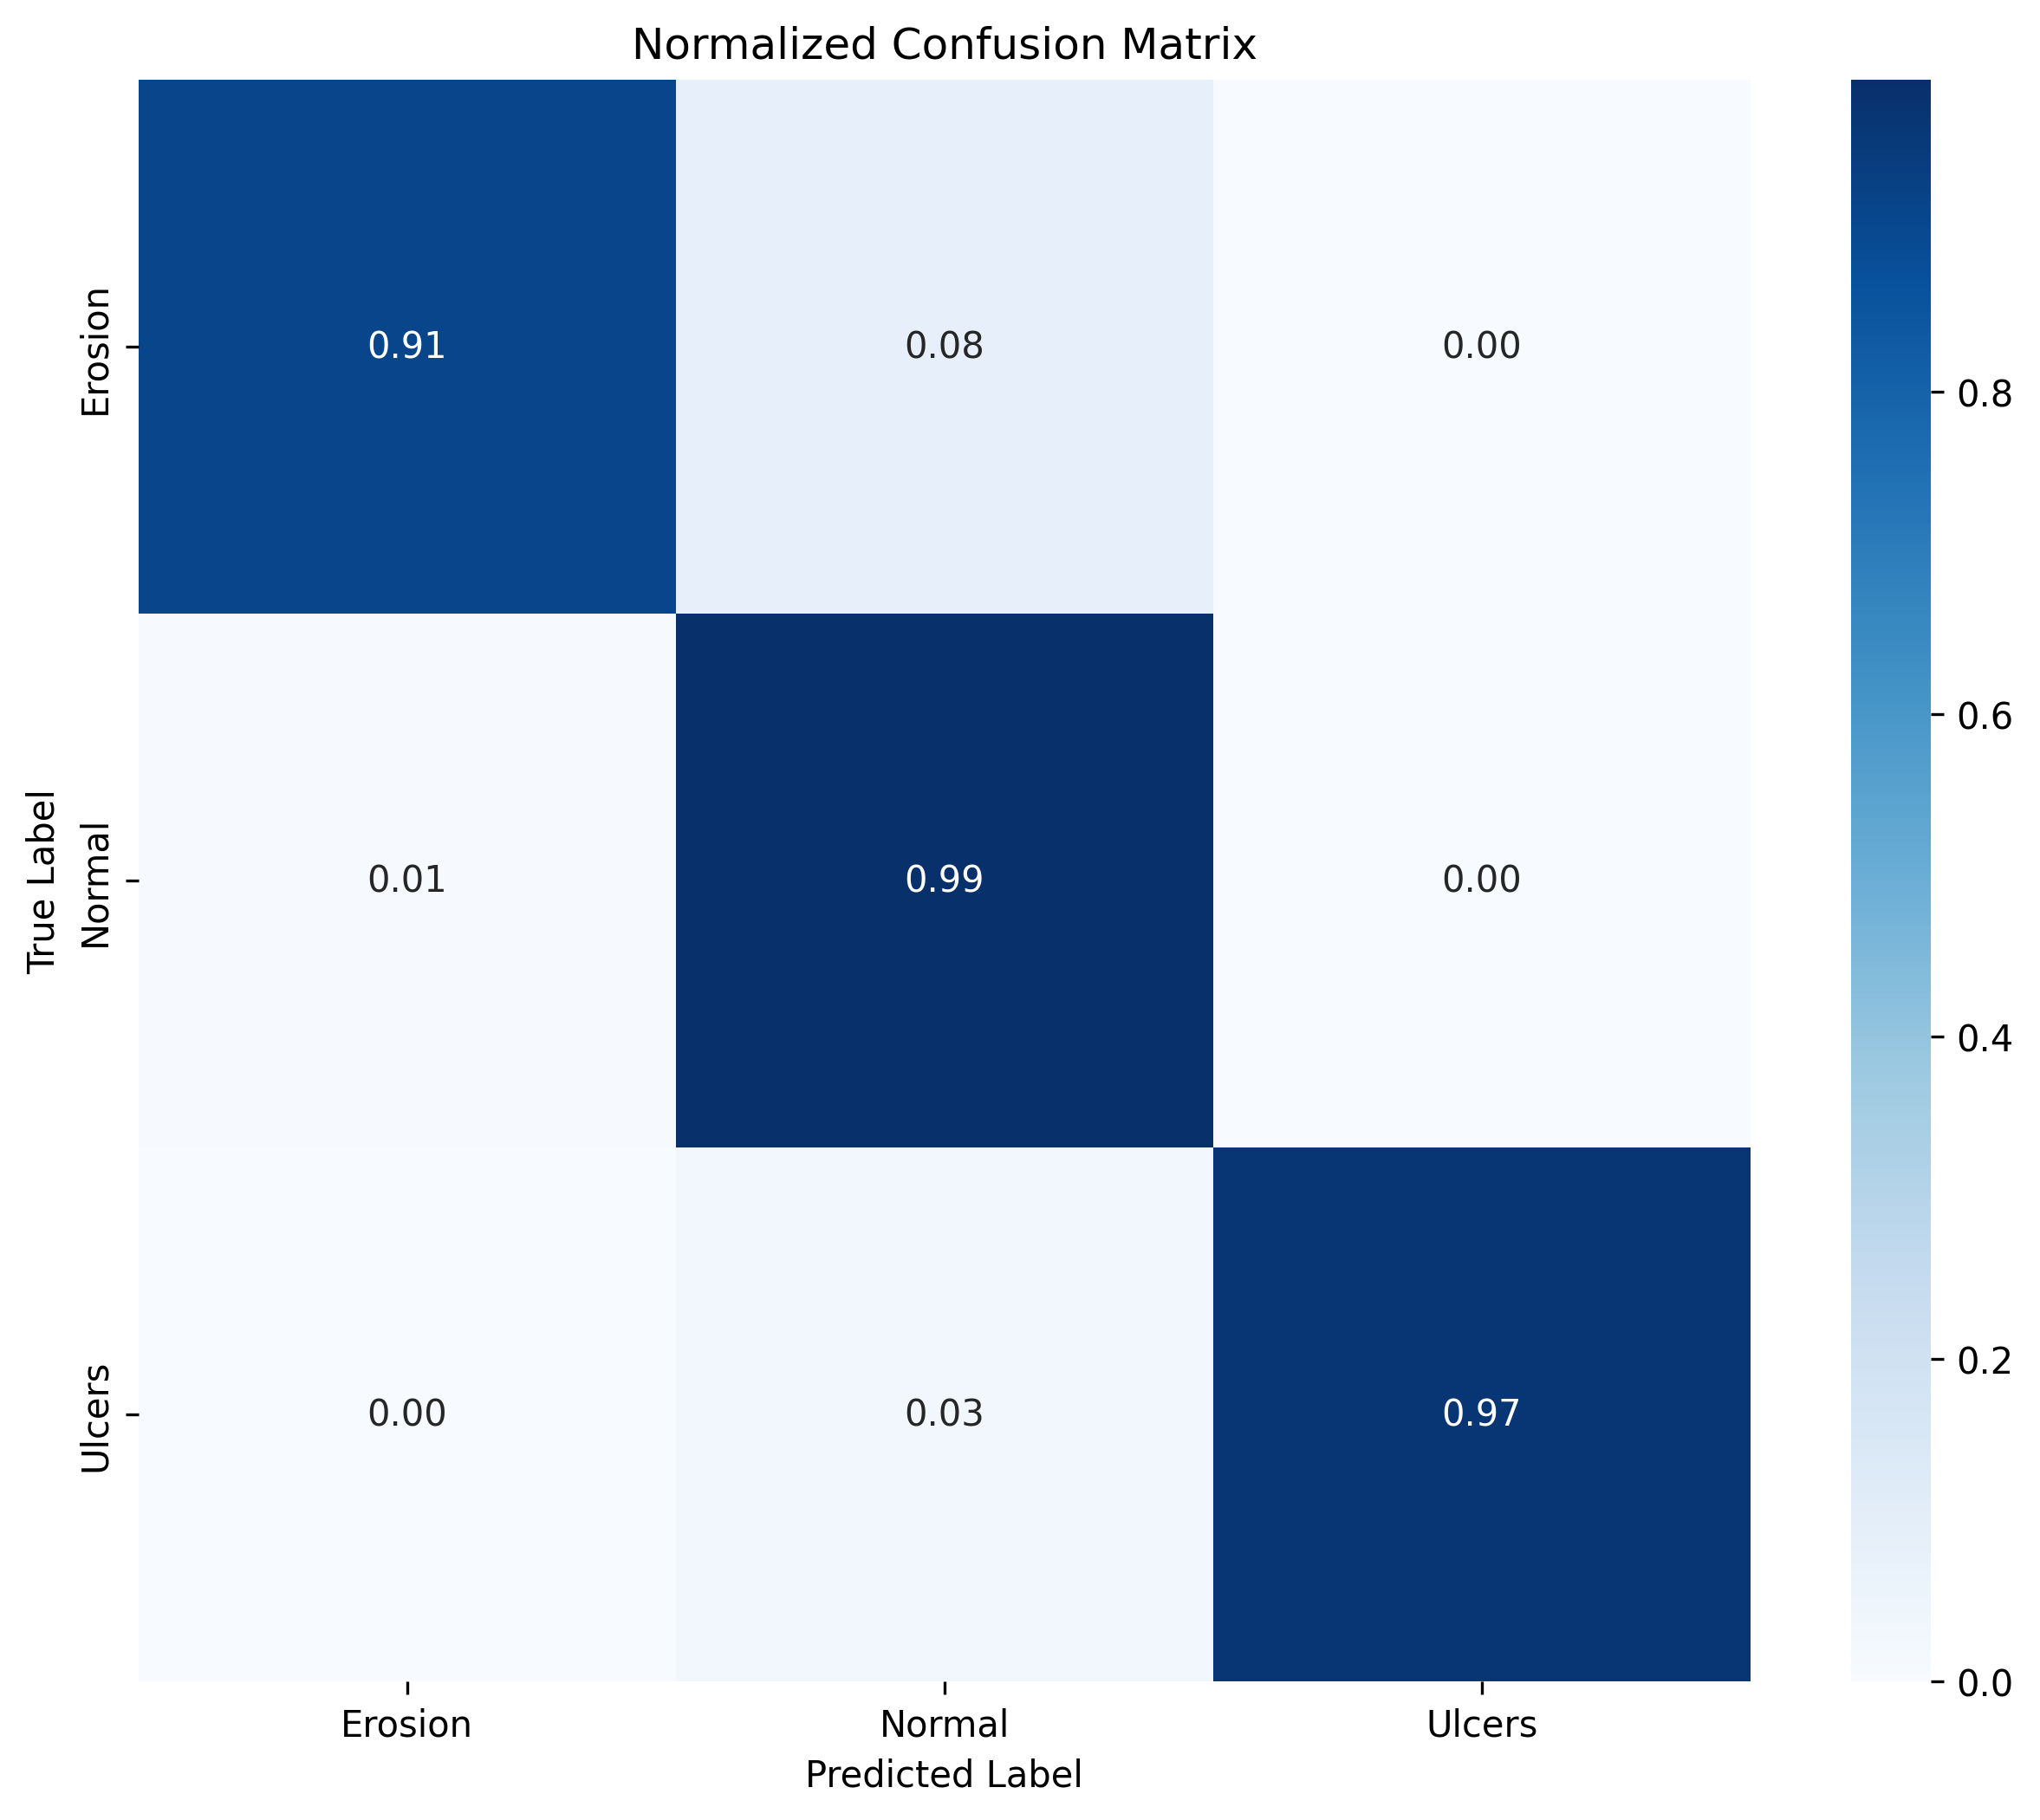 Normalized Confusion Matrix
True Label
Erosion
0.91 0.08 0.00
Normal
0.01 0.99 0.00
Ulcers
0.00 0.03 0.97
Erosion Normal Ulcers
Predicted Label
0.8
0.6
0.4
0.2
0.0